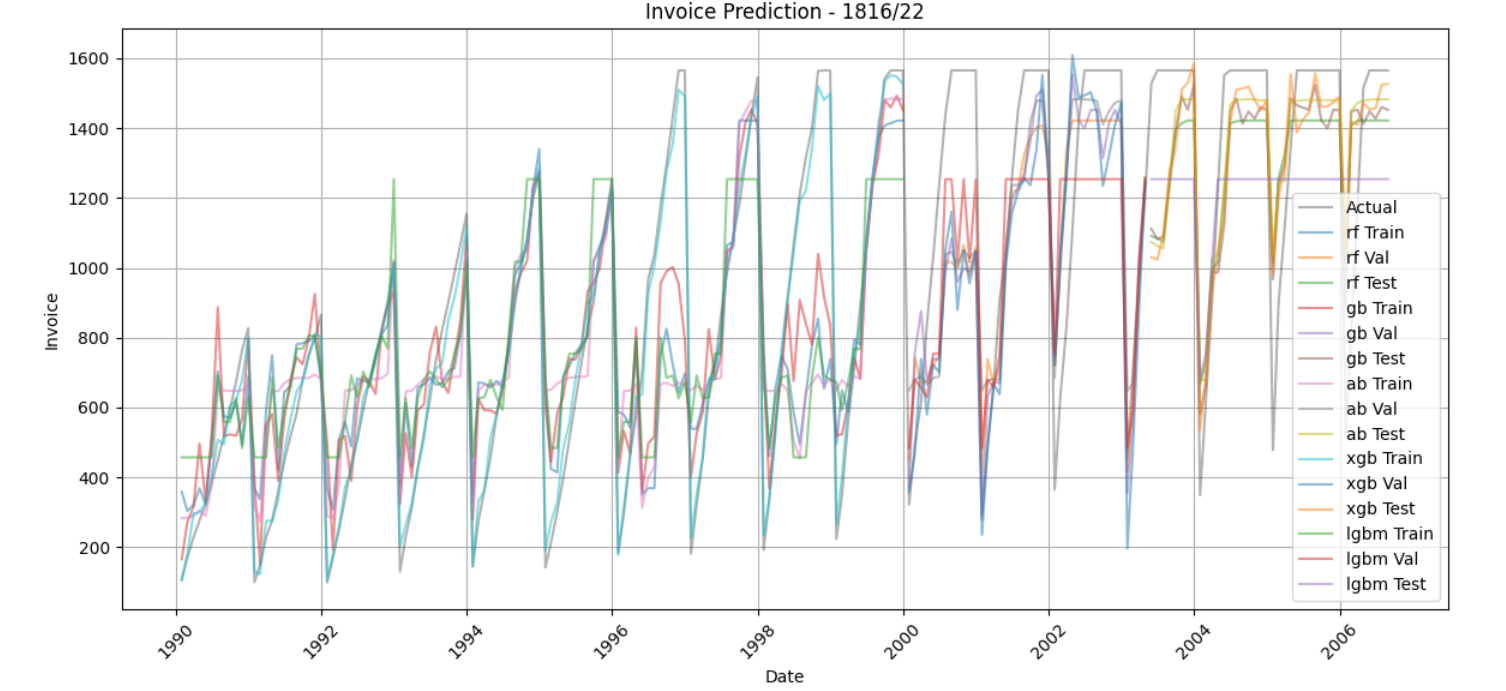 Invoice Prediction - 1816/22
Invoice
1600
1400
1200
1000
800
600
400
200
1990
1992
1994
1996
1998
2000
2002
2004
2006
Date
Actual
rf Train
rf Val
rf Test
gb Train
gb Val
gb Test
ab Train
ab Val
ab Test
xgb Train
xgb Val
xgb Test
lgbm Train
lgbm Val
lgbm Test